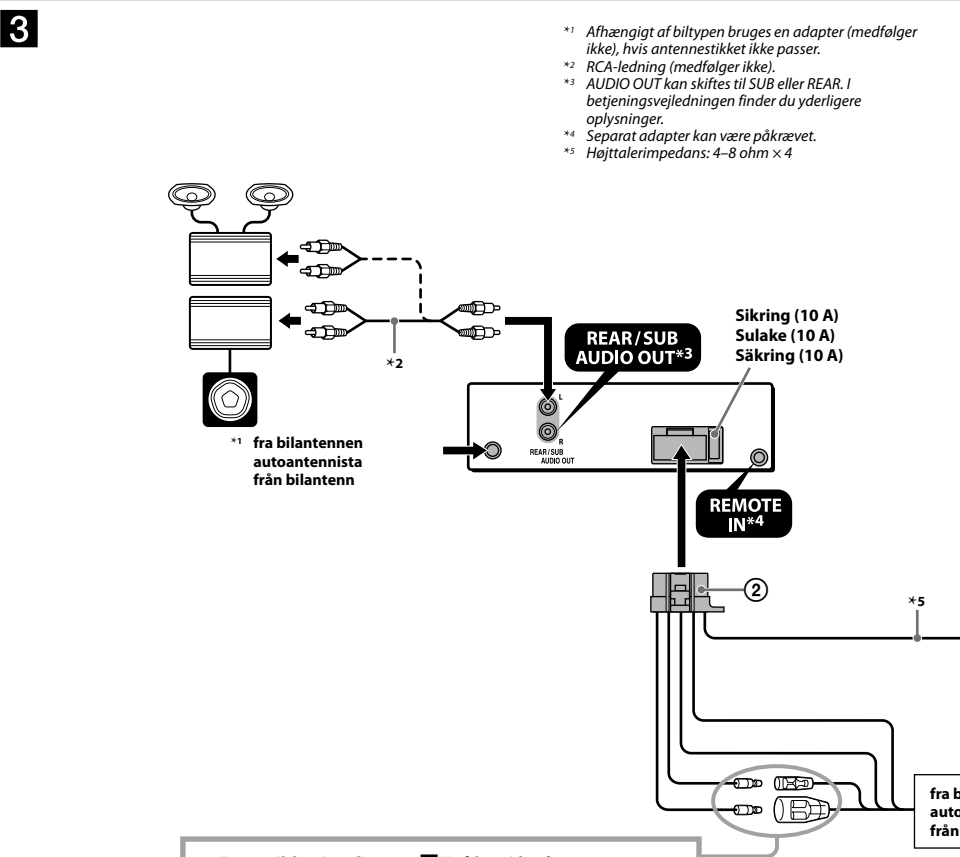 3
*1 Afhængigt af biltypen bruges en adapter (medfølger
ikke), hvis antennestikket ikke passer.
*2 RCA-ledning (medfølger ikke).
*3 AUDIO OUT kan skiftes til SUB eller REAR. I
betjeningsvejledningen finder du yderligere
oplysninger.
*4 Separat adapter kan være påkrævet.
*5 Højttalerimpedans: 4–8 ohm × 4
Sikring (10 A)
Sulake (10 A)
Säkring (10 A)
REAR/SUB
AUDIO OUT*3
*2
L
R
REAR/SUB
AUDIO OUT
*1 fra bilantennen
autoantennista
från bilantenn
REMOTE
IN*4
2
*5
fra b
auto
från